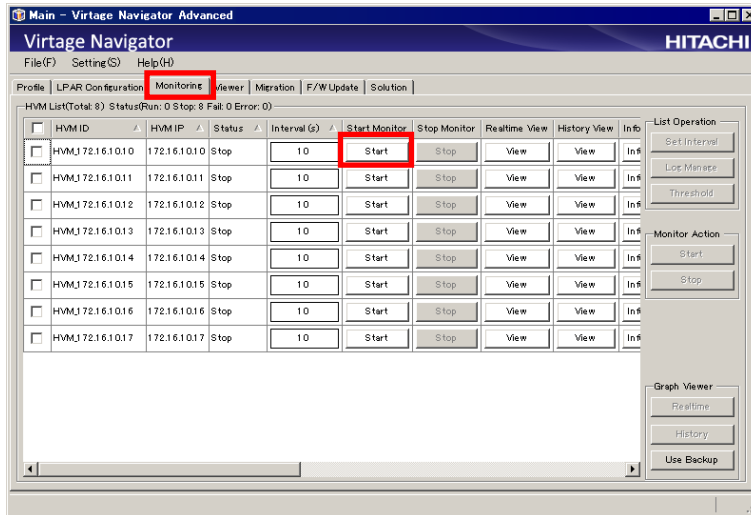 Main - Virtage Navigator Advanced
Virtage Navigator
HITACHI
File(F) Setting(S) Help(H)
Profile LPAR Configuration Monitoring Viewer Migration F/W Update Solution
HVM List(Total: 8) Status(Run: 0 Stop: 8 Fail: 0 Error: 0)
HVM ID HVM IP Status Interval (s) Start Monitor Stop Monitor Realtime View History View Info
HVM_172.16.10.10 172.16.10.10 Stop 10 Start Stop View View Inf
HVM_172.16.10.11 172.16.10.11 Stop 10 Start Stop View View Inf
HVM_172.16.10.12 172.16.10.12 Stop 10 Start Stop View View Inf
HVM_172.16.10.13 172.16.10.13 Stop 10 Start Stop View View Inf
HVM_172.16.10.14 172.16.10.14 Stop 10 Start Stop View View Inf
HVM_172.16.10.15 172.16.10.15 Stop 10 Start Stop View View Inf
HVM_172.16.10.16 172.16.10.16 Stop 10 Start Stop View View Inf
HVM_172.16.10.17 172.16.10.17 Stop 10 Start Stop View View Inf
List Operation
Set Interval
Log Manage
Threshold
Monitor Action
Start
Stop
Graph Viewer
Realtime
History
Use Backup